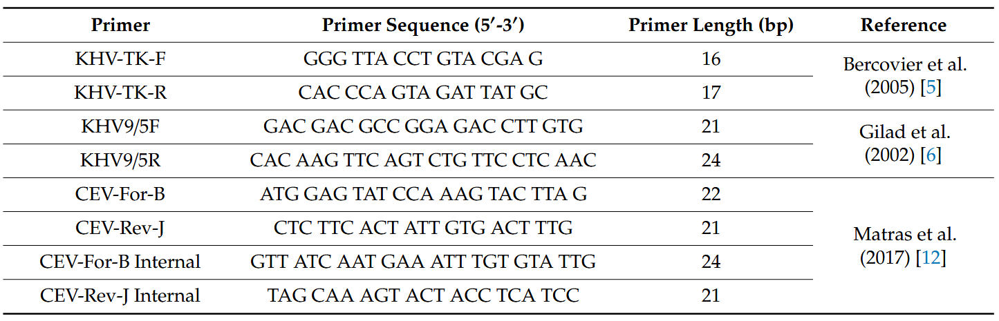 Primer Primer Sequence (5′-3′) Primer Length (bp) Reference
KHV-TK-F GGG TTA CCT GTA CGA G 16
KHV-TK-R CAC CCA GTA GAT TAT GC 17
Bercovier et al.
(2005) [5]
KHV9/5F GAC GAC GCC GGA GAC CTT GTG 21
KHV9/5R CAC AAG TTC AGT CTG TTC CTC AAC 24
Gilad et al.
(2002) [6]
CEV-For-B ATG GAG TAT CCA AAG TAC TTA G 22
CEV-Rev-J CTC TTC ACT ATT GTG ACT TTG 21
CEV-For-B Internal GTT ATC AAT GAA ATT TGT GTA TTG 24
CEV-Rev-J Internal TAG CAA AGT ACT ACC TCA TCC 21
Matras et al.
(2017) [12]